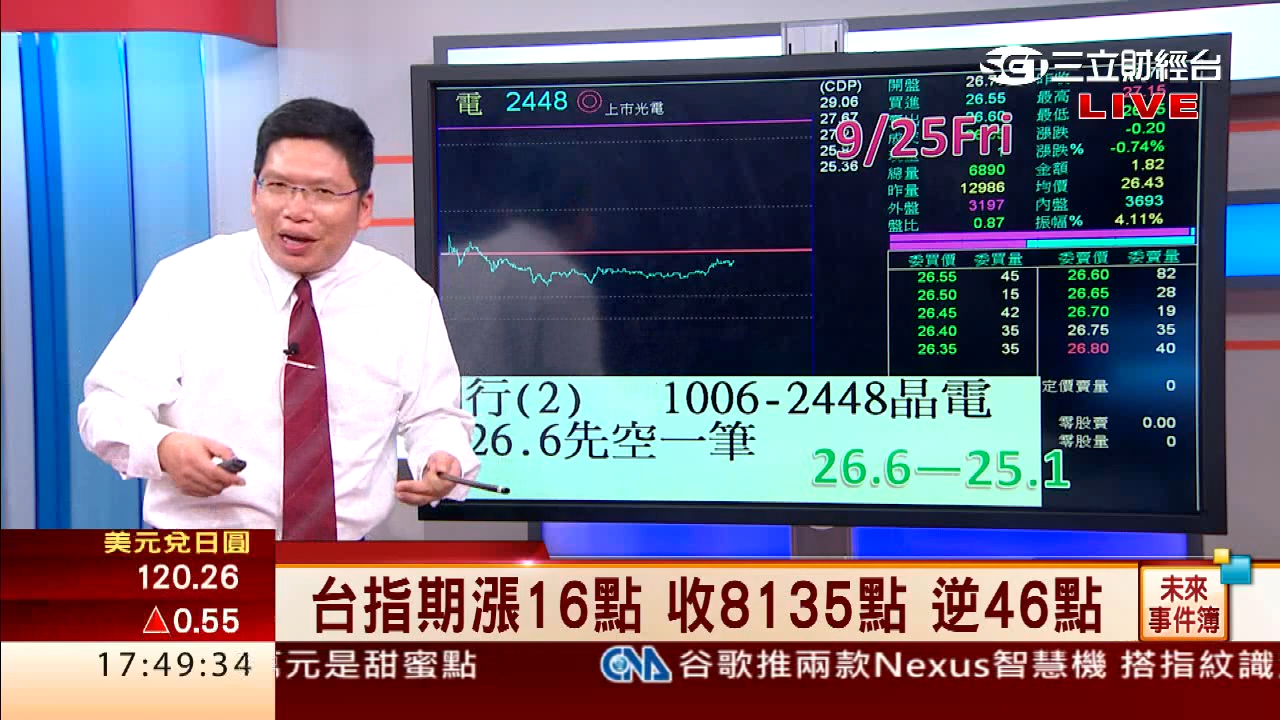 三立財經台
LIVE
電 2448 上市光電
(CDP)
29.06
25.36
開盤
買進 26.55 最高 27.15
26.60 最低
9/25Fri
漲跌 -0.20
漲跌% -0.74%
總量 6890 金額 1.82
昨量 12986 均價 26.43
外盤 3197 內盤 3693
盤比 0.87 振幅% 4.11%
委買價 委買量 委賣價 委賣量
26.55 45 26.60 82
26.50 15 26.65 28
26.45 42 26.70 19
26.40 35 26.75 35
26.35 35 26.80 40
定價賣量 0
零股賣 0.00
零股量 0
行(2) 1006-2448晶電
26.6先空一筆
26.6—25.1
美元兌日圓
120.26
△0.55
台指期漲16點 收8135點 逆46點
未來
事件簿
17:49:34
元是甜蜜點 CNA 谷歌推兩款Nexus智慧機 搭指紋識